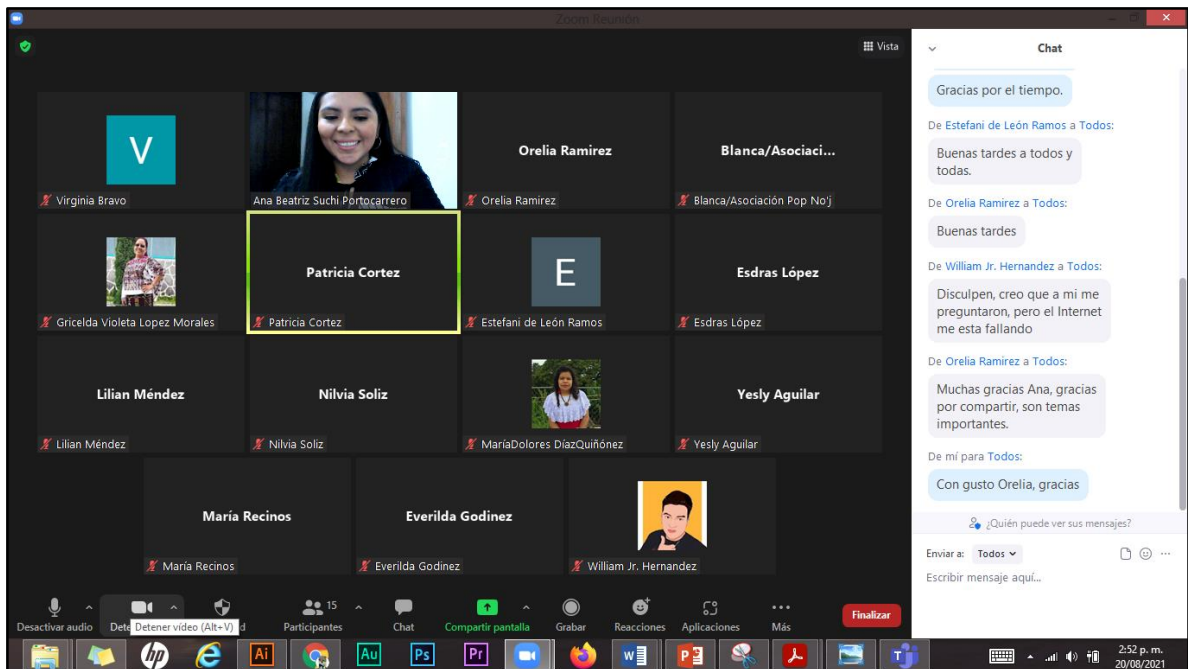 Zoom Reunión
Vista
V
Virginia Bravo
Ana Beatriz Suchi Portocarrero
Orelia Ramirez
Orelia Ramirez
Blanca/Asociaci...
Blanca/Asociación Pop No'j
Gricelda Violeta Lopez Morales
Patricia Cortez
Patricia Cortez
E
Estefani de León Ramos
Esdras López
Esdras López
Lilian Méndez
Lilian Méndez
Nilvia Soliz
Nilvia Soliz
MaríaDolores DíazQuiñónez
Yesly Aguilar
Yesly Aguilar
María Recinos
María Recinos
Everilda Godinez
Everilda Godinez
William Jr. Hernandez
Desactivar audio
Dete
Detener vídeo (Alt+V)
d
15
Participantes
Chat
Compartir pantalla
Grabar
Reacciones
Aplicaciones
Más
Finalizar
Chat
Gracias por el tiempo.
De Estefani de León Ramos a Todos:
Buenas tardes a todos y
todas.
De Orelia Ramirez a Todos:
Buenas tardes
De William Jr. Hernandez a Todos:
Disculpen, creo que a mi me
preguntaron, pero el Internet
me esta fallando
De Orelia Ramirez a Todos:
Muchas gracias Ana, gracias
por compartir, son temas
importantes.
De mí para Todos:
Con gusto Orelia, gracias
¿Quién puede ver sus mensajes?
Enviar a: Todos
Escribir mensaje aquí...
hp
Ai
Au
Ps
Pr
W
P
T
2:52 p. m.
20/08/2021